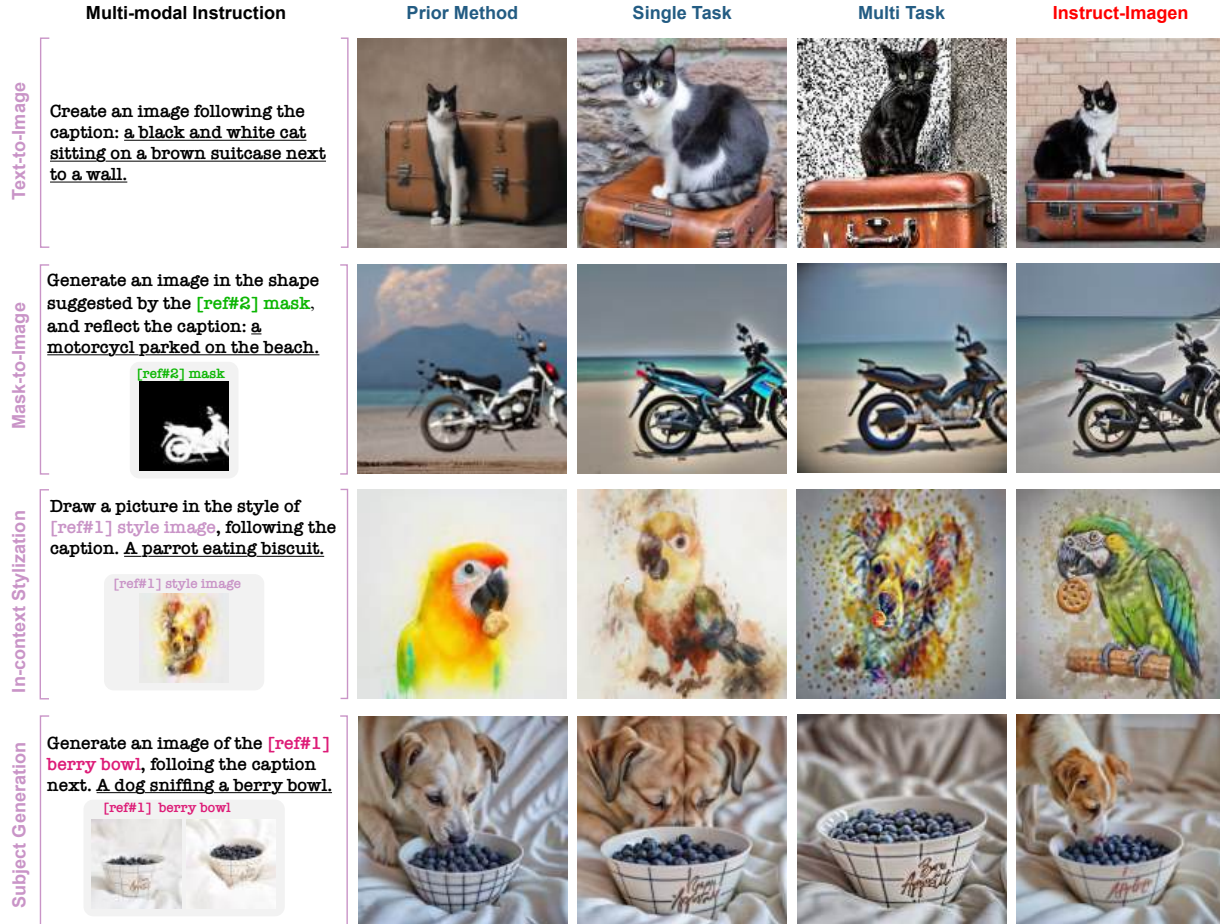 Multi-modal Instruction
Prior Method
Single Task
Multi Task
Instruct-Imagen
Text-to-Image
Create an image following the
caption: a black and white cat
sitting on a brown suitcase next
to a wall.
Mask-to-Image
Generate an image in the shape
suggested by the [ref#2] mask,
and reflect the caption: a
motorcycl parked on the beach.
[ref#2] mask
In-context Stylization
Draw a picture in the style of
[ref#1] style image, following the
caption. A parrot eating biscuit.
[ref#1] style image
Subject Generation
Generate an image of the [ref#1]
berry bowl, folloing the caption
next. A dog sniffing a berry bowl.
[ref#1] berry bowl
Appetit